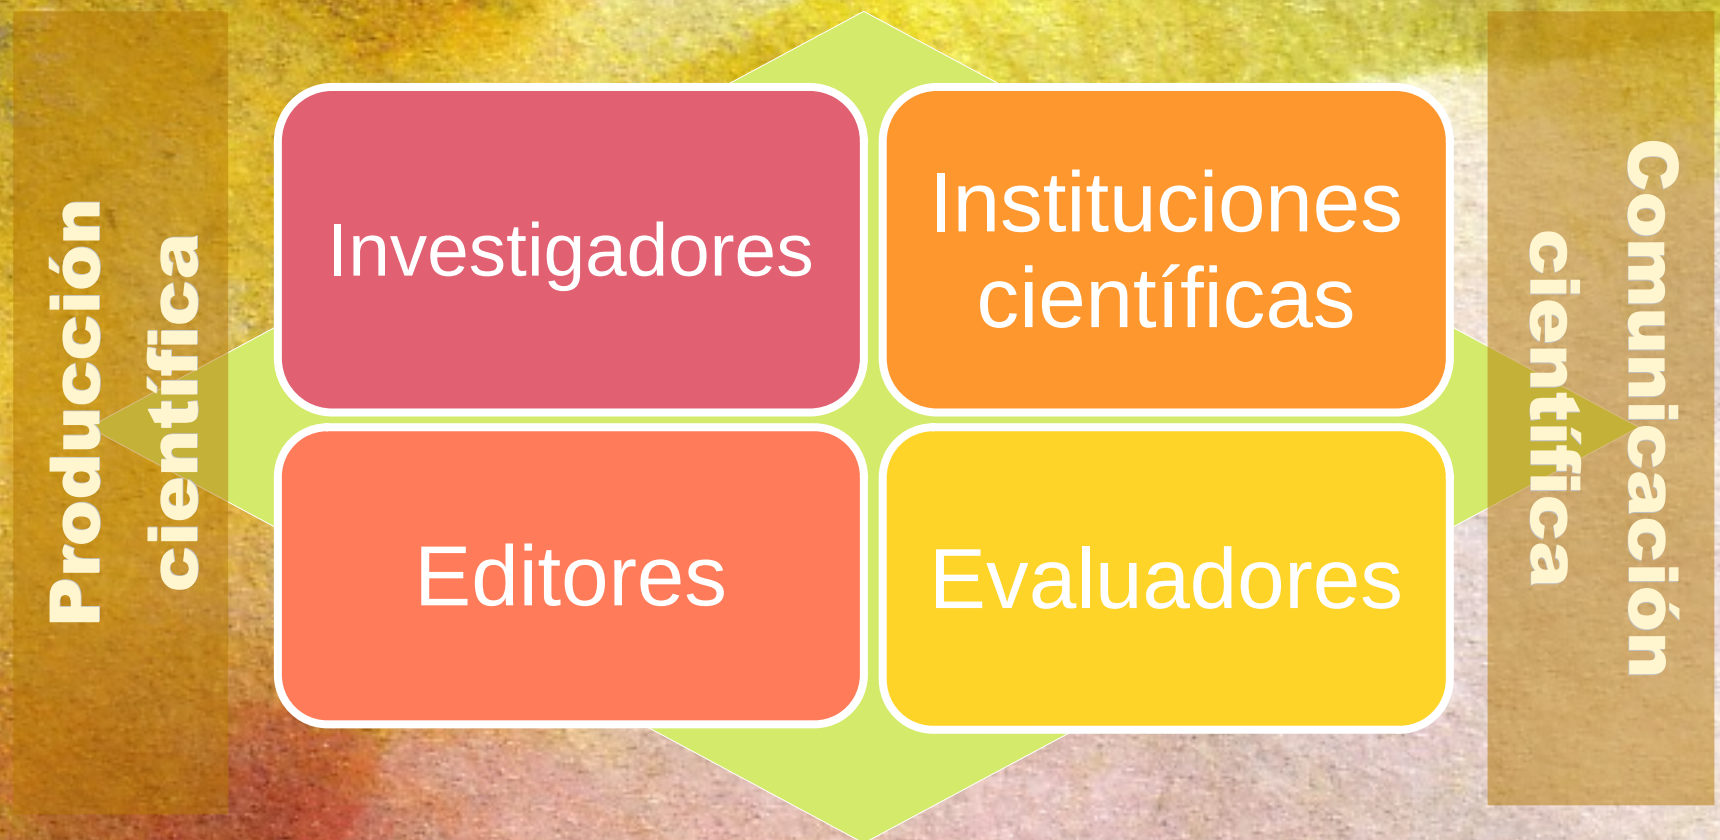 Producción
científica
Investigadores
Instituciones
científicas
Editores
Evaluadores
Comunicación
científica